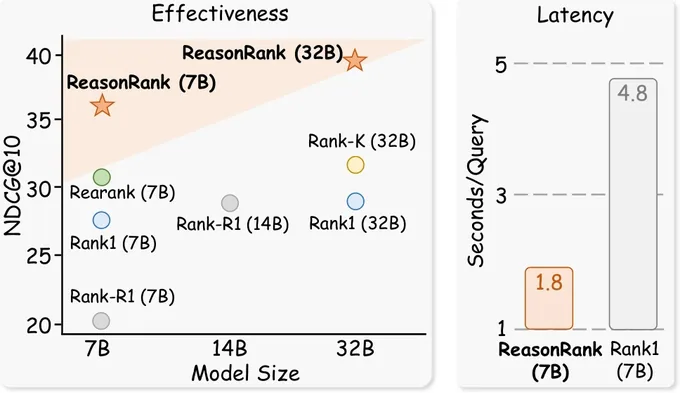 Effectiveness
40
35
30
25
20
NDCG@10
ReasonRank (32B)
ReasonRank (7B)
Rank-K (32B)
Rearank (7B)
Rank-R1 (14B)
Rank1 (32B)
Rank1 (7B)
Rank-R1 (7B)
7B
14B
32B
Model Size
Latency
5
3
1
Seconds/Query
4.8
1.8
ReasonRank
(7B)
Rank1
(7B)